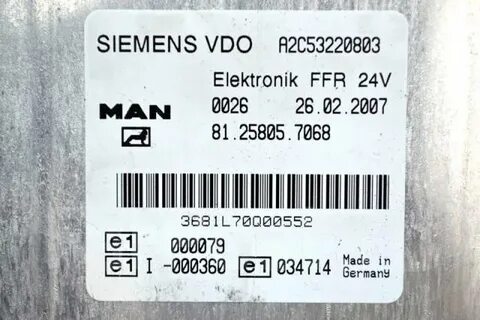 SIEMENS VDO A2C53220803
Elektronik FFR 24V
MAN 0026 26.02.2007
81.25805.7068
3681L70Q00552
e1 000079
e1 I -000360 e1 034714 Made in Germany